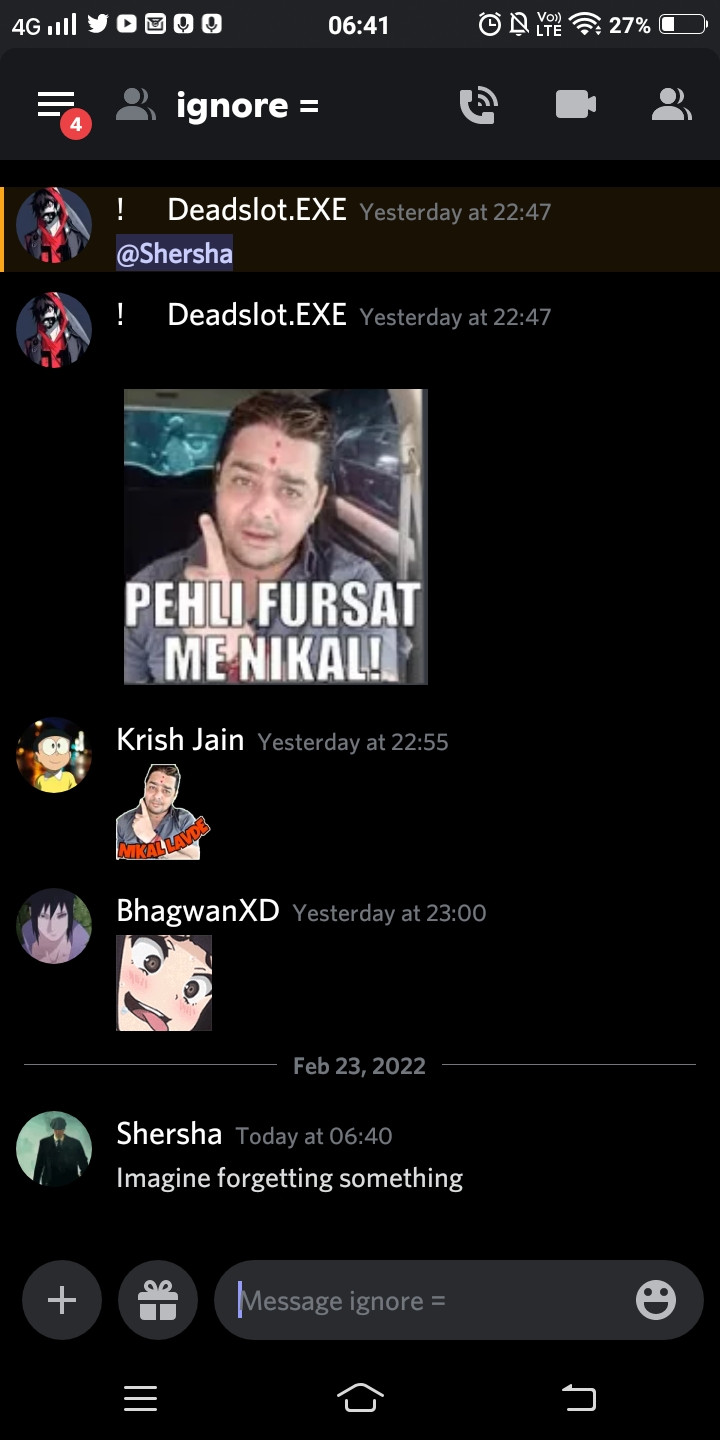 4G 06:41 Vo)) LTE 27%
4 ignore =
! Deadslot.EXE Yesterday at 22:47
@Shersha
! Deadslot.EXE Yesterday at 22:47
PEHLI FURSAT
ME NIKAL!
Krish Jain Yesterday at 22:55
NIKAL LAVDE
BhagwanXD Yesterday at 23:00
Feb 23, 2022
Shersha Today at 06:40
Imagine forgetting something
Message ignore =